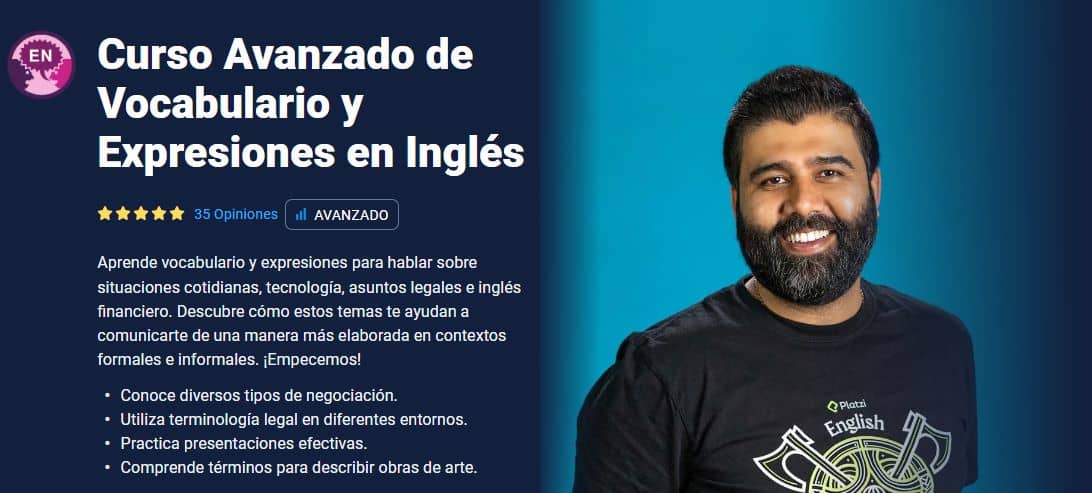 EN
Curso Avanzado de
Vocabulario y
Expresiones en Inglés
35 Opiniones
AVANZADO
Aprende vocabulario y expresiones para hablar sobre
situaciones cotidianas, tecnología, asuntos legales e inglés
financiero. Descubre cómo estos temas te ayudan a
comunicarte de una manera más elaborada en contextos
formales e informales. ¡Empecemos!
• Conoce diversos tipos de negociación.
• Utiliza terminología legal en diferentes entornos.
• Practica presentaciones efectivas.
• Comprende términos para describir obras de arte.
Platzi
English